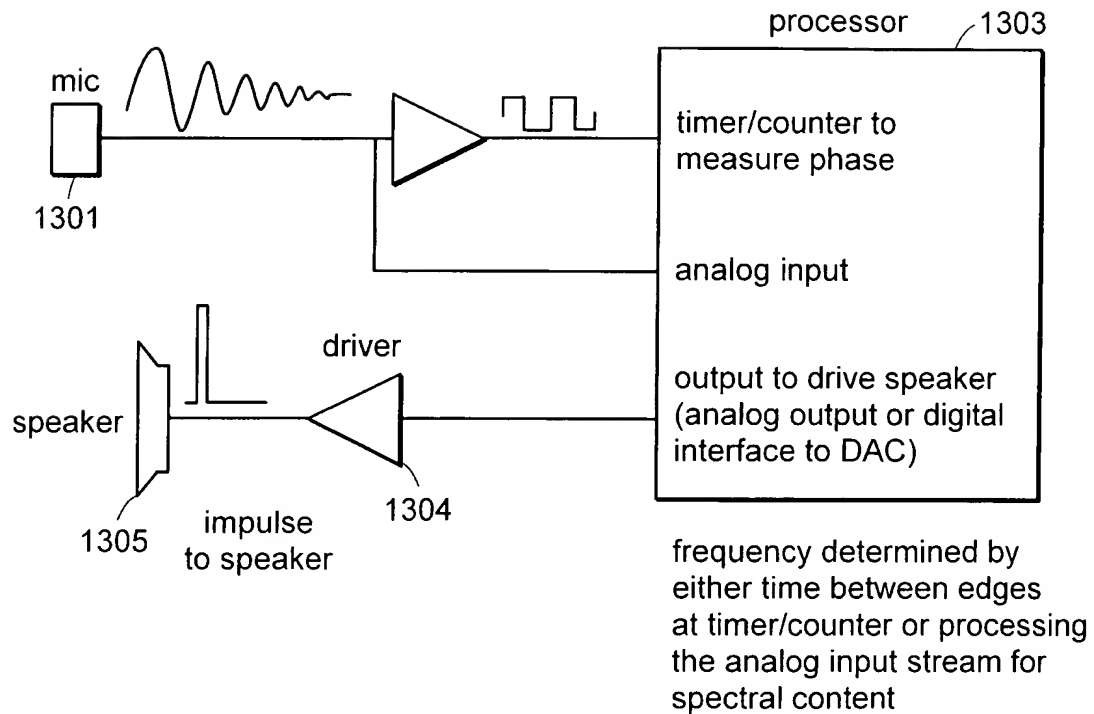 processor
1303
mic
timer/counter to
measure phase
1301
analog input
driver
speaker
output to drive speaker
(analog output or digital
interface to DAC)
1304
1305
impulse
to speaker
frequency determined by
either time between edges
at timer/counter or processing
the analog input stream for
spectral content